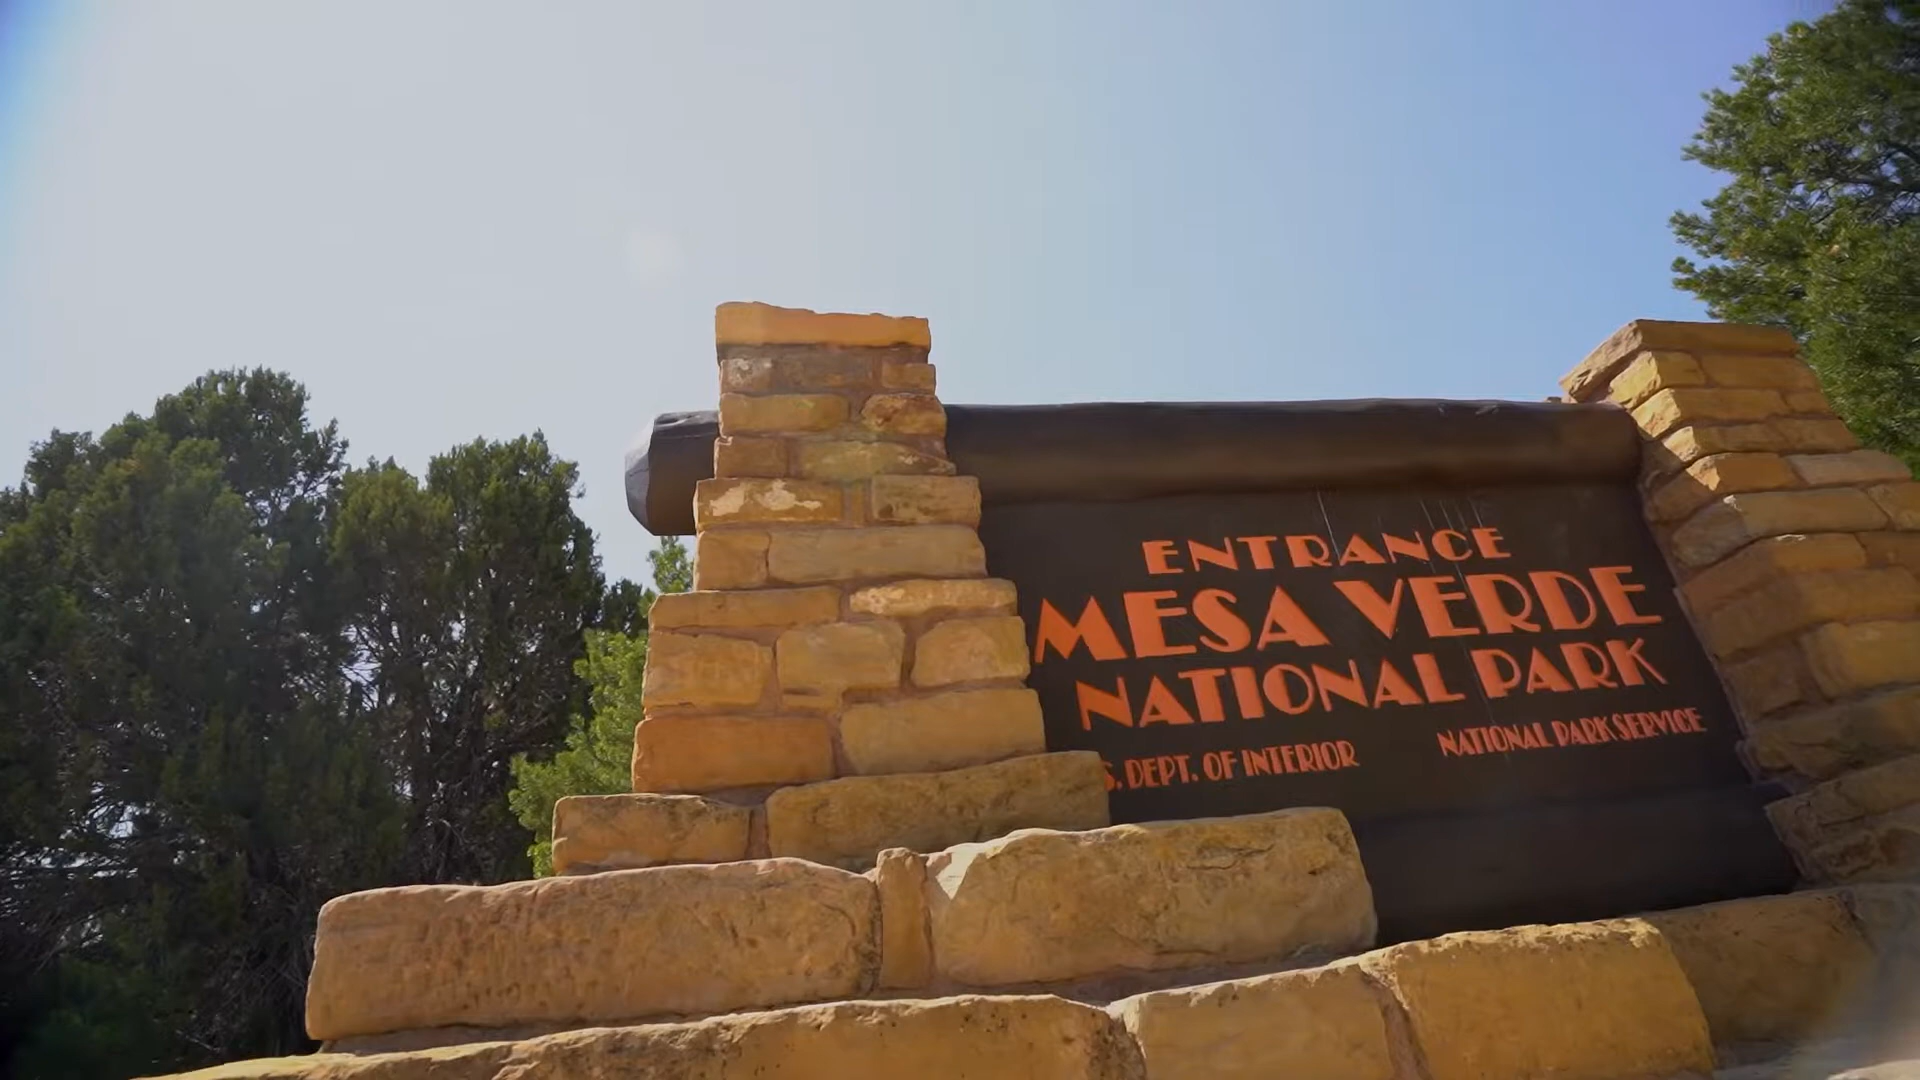 ENTRANCE
MESA VERDE
NATIONAL PARK
S. DEPT. OF INTERIOR NATIONAL PARK SERVICE